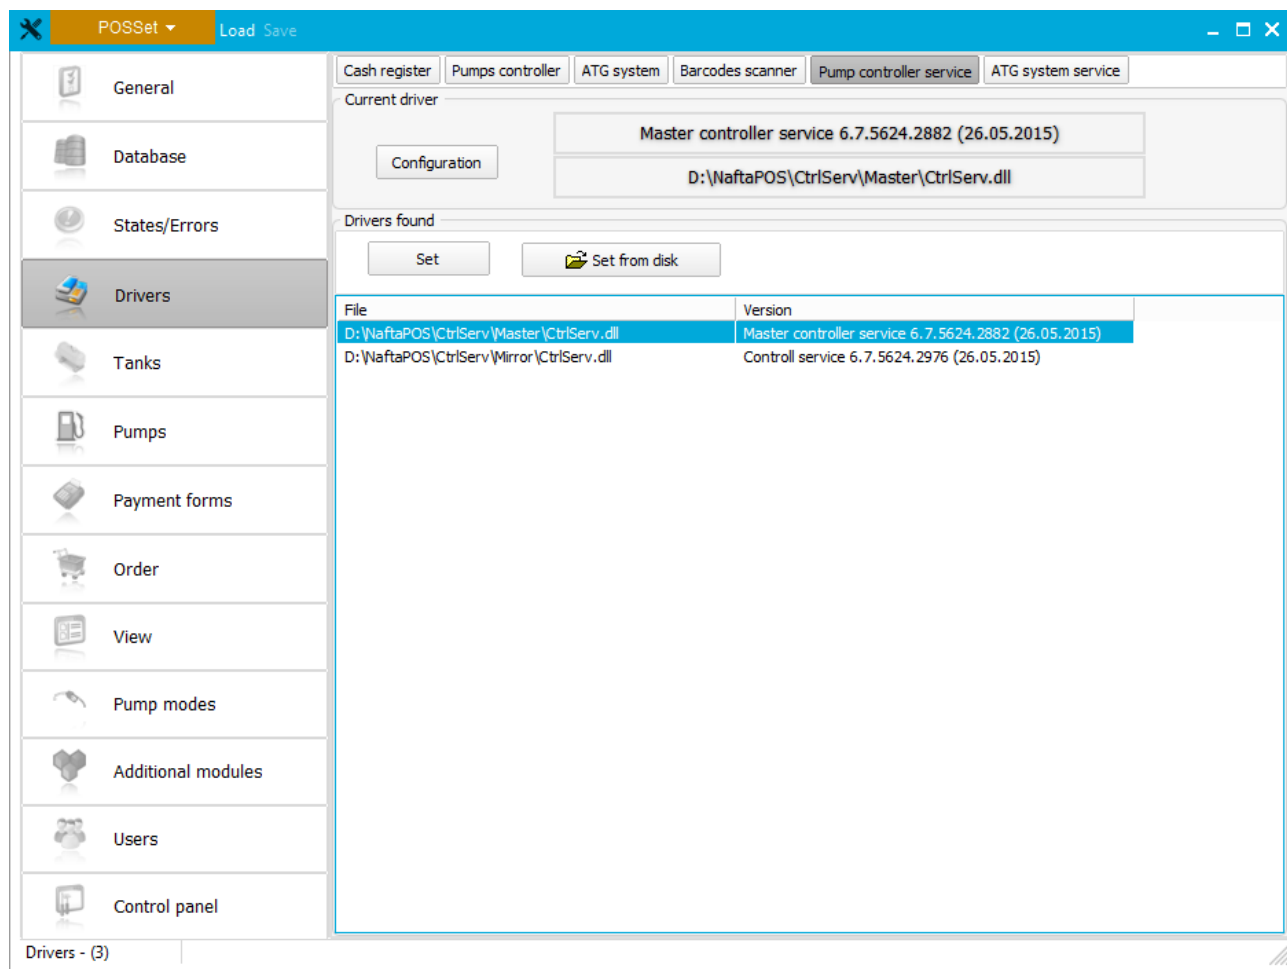 POSSet Load Save
General
Database
States/Errors
Drivers
Tanks
Pumps
Payment forms
Order
View
Pump modes
Additional modules
Users
Control panel
Cash register Pumps controller ATG system Barcodes scanner Pump controller service ATG system service
Current driver
Configuration
Master controller service 6.7.5624.2882 (26.05.2015)
D:\NaftaPOS\CtrlServ\Master\CtrlServ.dll
Drivers found
Set Set from disk
File Version
D:\NaftaPOS\CtrlServ\Master\CtrlServ.dll Master controller service 6.7.5624.2882 (26.05.2015)
D:\NaftaPOS\CtrlServ\Mirror\CtrlServ.dll Controll service 6.7.5624.2976 (26.05.2015)
Drivers - (3)